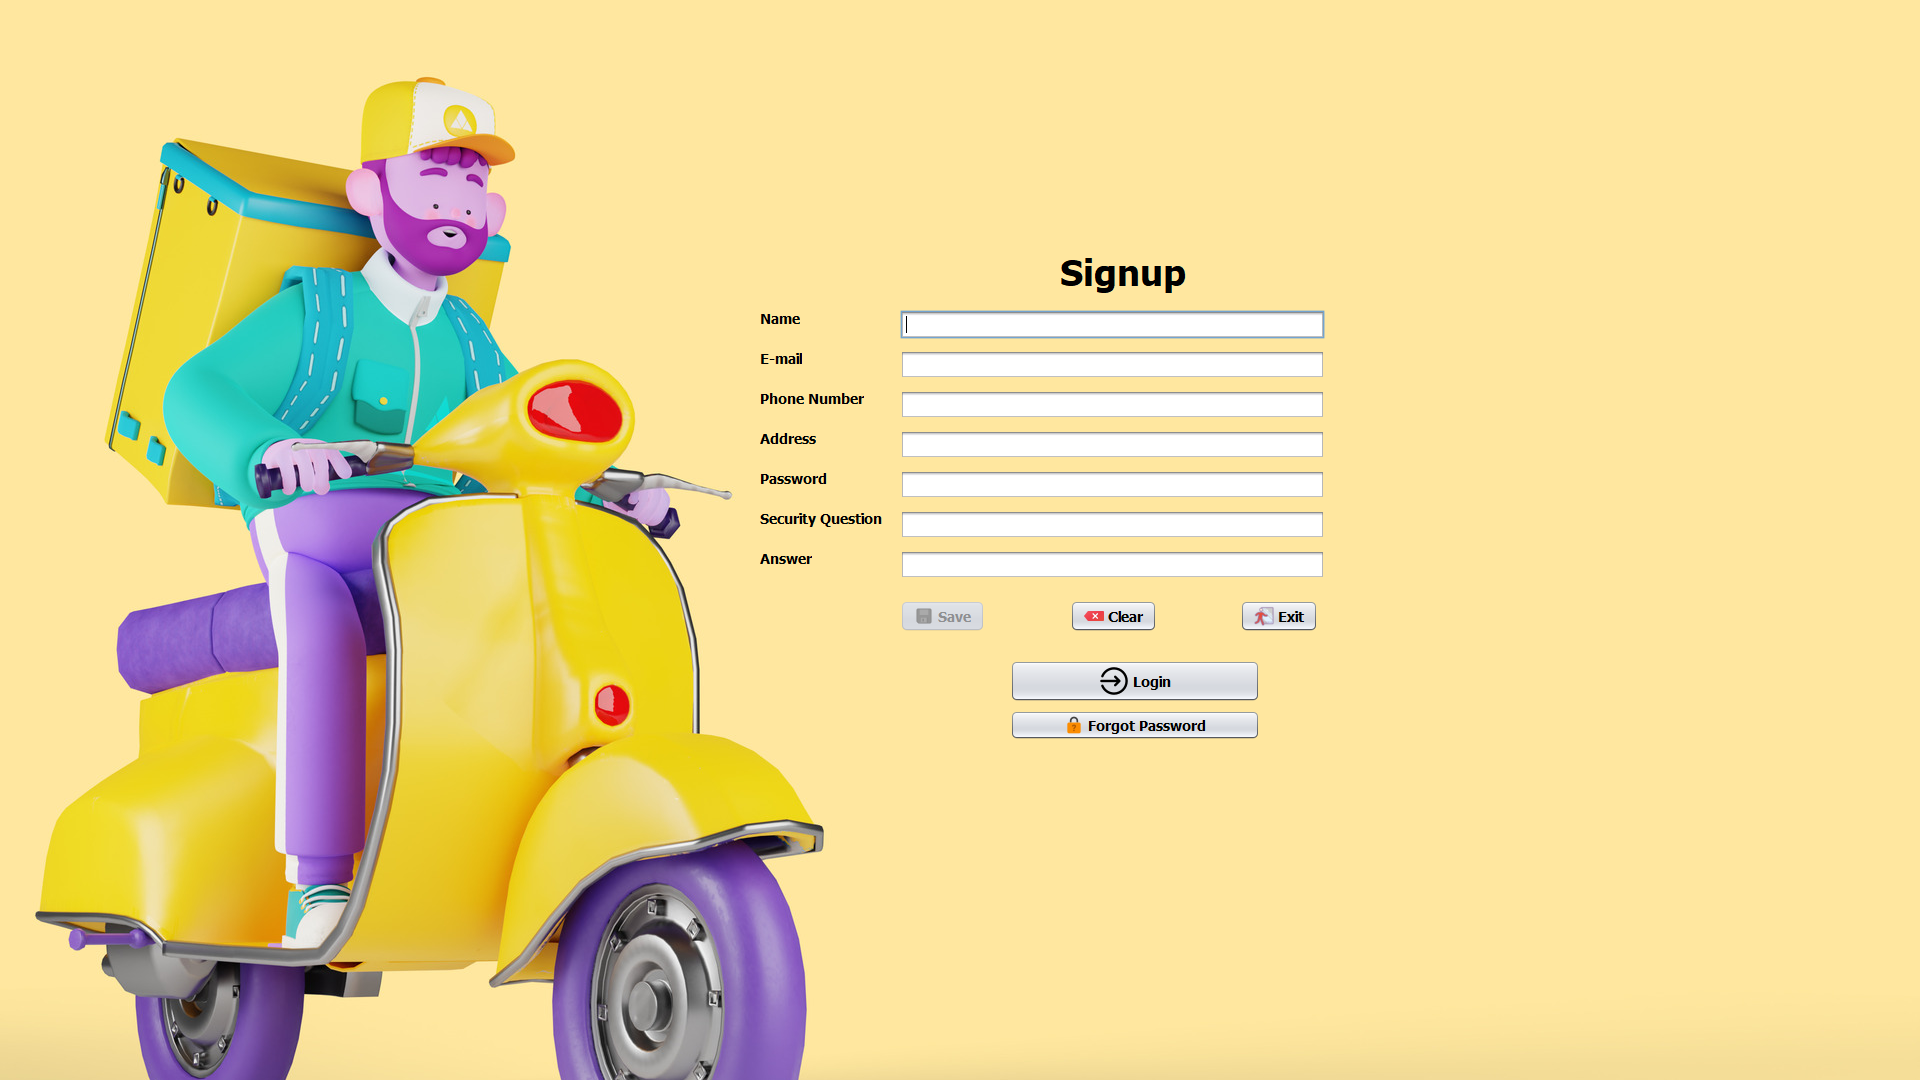 Signup
Name
E-mail
Phone Number
Address
Password
Security Question
Answer
Save Clear Exit
Login
Forgot Password